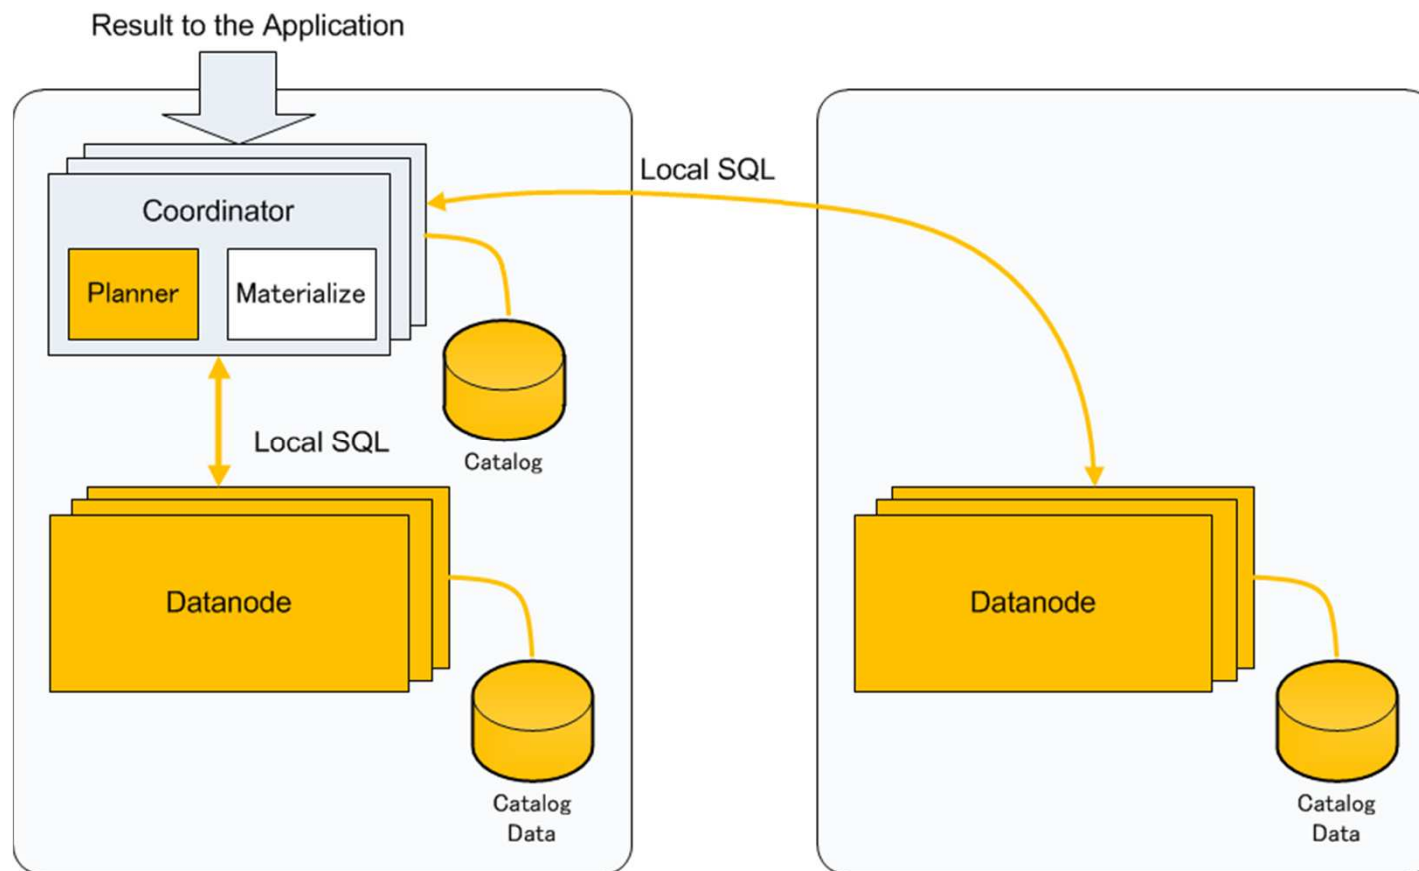 Result to the Application
Local SQL
Coordinator
Planner
Materialize
Local SQL
Catalog
Datanode
Datanode
Catalog
Data
Catalog
Data